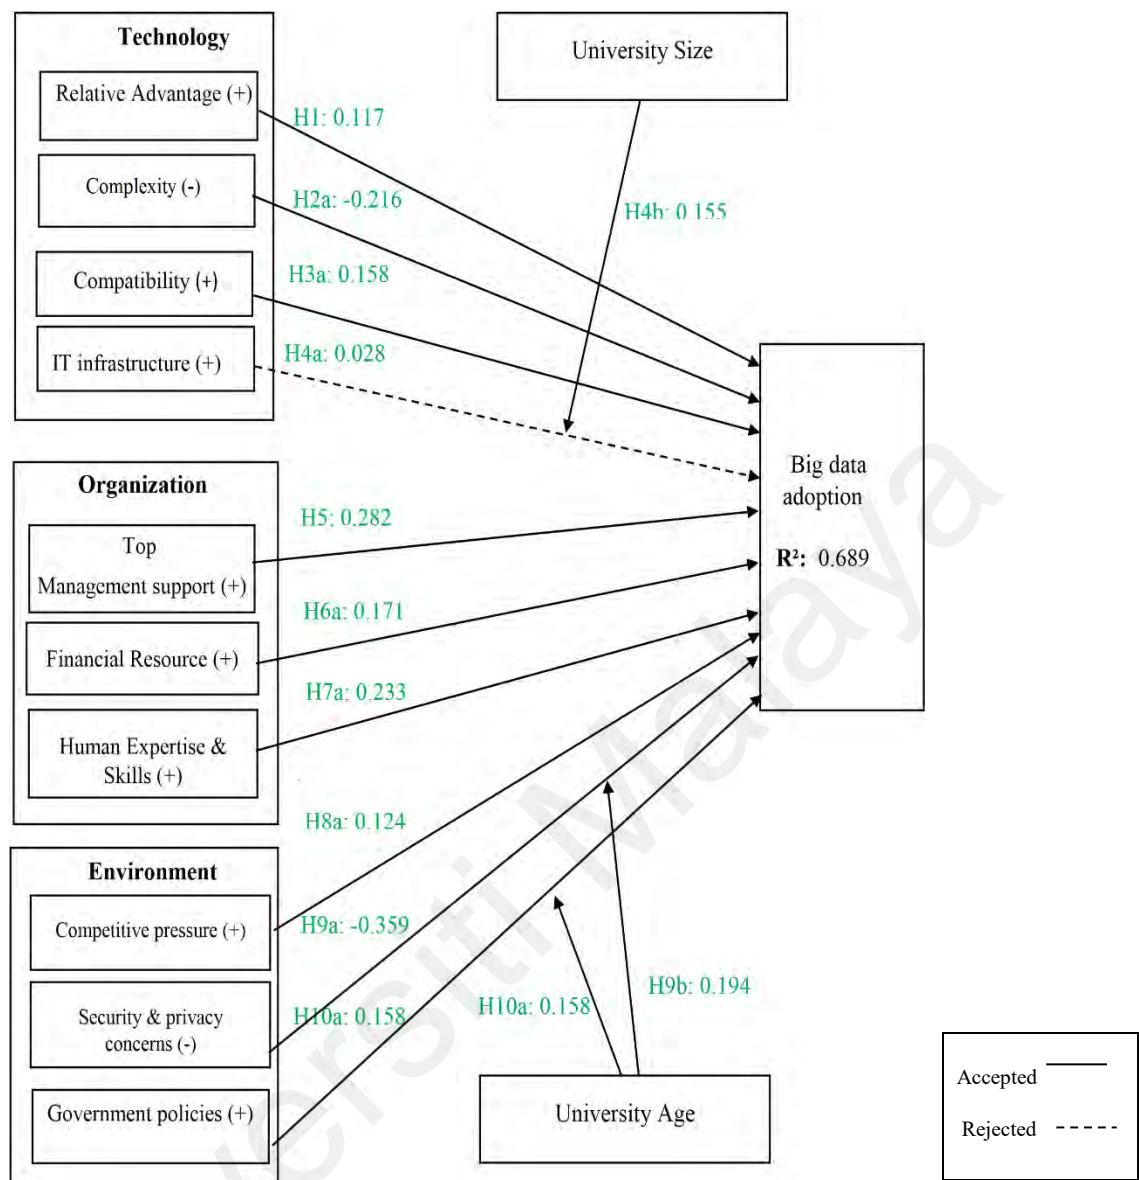 Technology
Relative Advantage (+)
Complexity (-)
Compatibility (+)
IT infrastructure (+)
University Size
H1: 0.117
H2a: -0.216
H3a: 0.158
H4a: 0.028
H4b: 0.155
Organization
Top
Management support (+)
Financial Resource (+)
Human Expertise &
Skills (+)
H5: 0.282
H6a: 0.171
H7a: 0.233
Big data
adoption
R²: 0.689
Environment
Competitive pressure (+)
Security & privacy
concerns (-)
Government policies (+)
H8a: 0.124
H9a: -0.359
H10a: 0.158
H10a: 0.158
H9b: 0.194
University Age
Accepted
Rejected
versiti Malaya